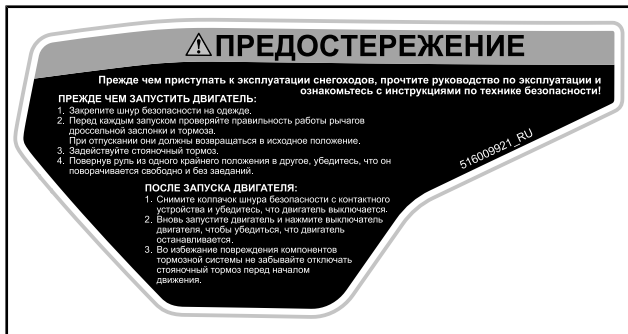 ⚠ПРЕДОСТЕРЕЖЕНИЕ
Прежде чем приступать к эксплуатации снегоходов, прочтите руководство по эксплуатации и
ознакомьтесь с инструкциями по технике безопасности!
ПРЕЖДЕ ЧЕМ ЗАПУСТИТЬ ДВИГАТЕЛЬ:
1. Закрепите шнур безопасности на одежде.
2. Перед каждым запуском проверяйте правильность работы рычагов
дроссельной заслонки и тормоза.
При отпускании они должны возвращаться в исходное положение.
3. Задействуйте стояночный тормоз.
4. Повернув руль из одного крайнего положения в другое, убедитесь, что он
поворачивается свободно и без заеданий.
516009921_RU
ПОСЛЕ ЗАПУСКА ДВИГАТЕЛЯ:
1. Снимите колпачок шнура безопасности с контактного
устройства и убедитесь, что двигатель выключается.
2. Вновь запустите двигатель и нажмите выключатель
двигателя, чтобы убедиться, что двигатель
останавливается.
3. Во избежание повреждения компонентов
тормозной системы не забывайте отключать
стояночный тормоз перед началом
движения.